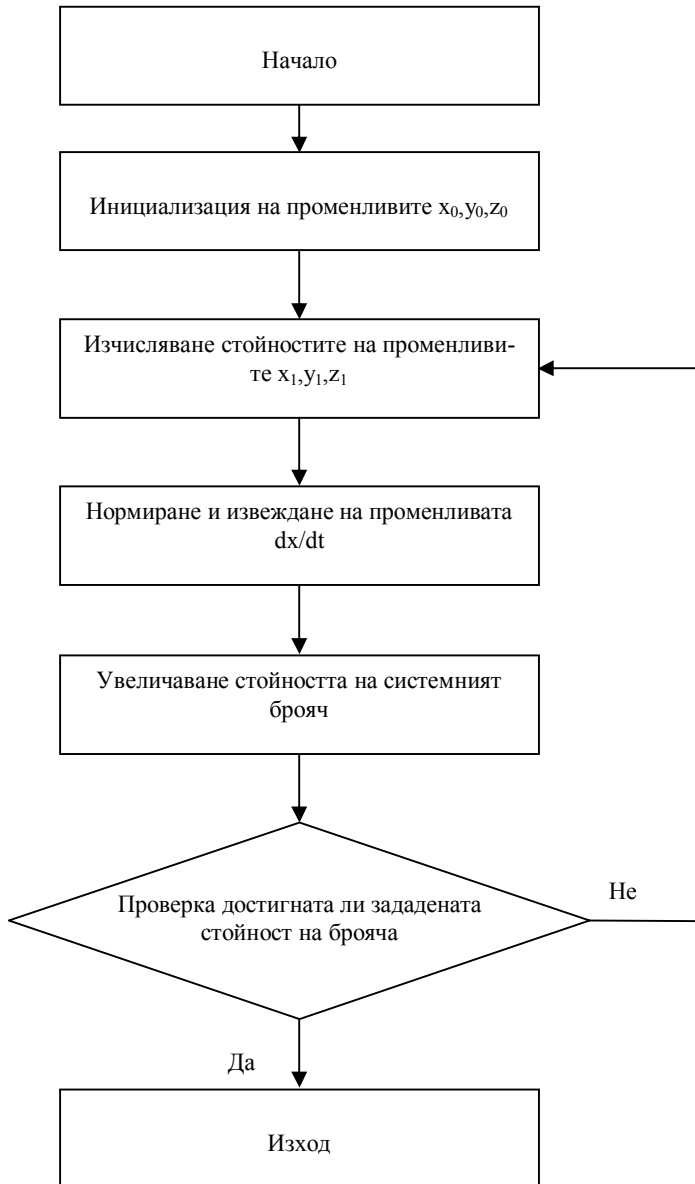 Начало
Инициализация на променливите x₀,y₀,z₀
Изчисляване стойностите на променливи-
те x₁,y₁,z₁
Нормиране и извеждане на променливата
dx/dt
Увеличаване стойността на системният
брояч
Проверка достигната ли зададената
стойност на брояча
Не
Да
Изход